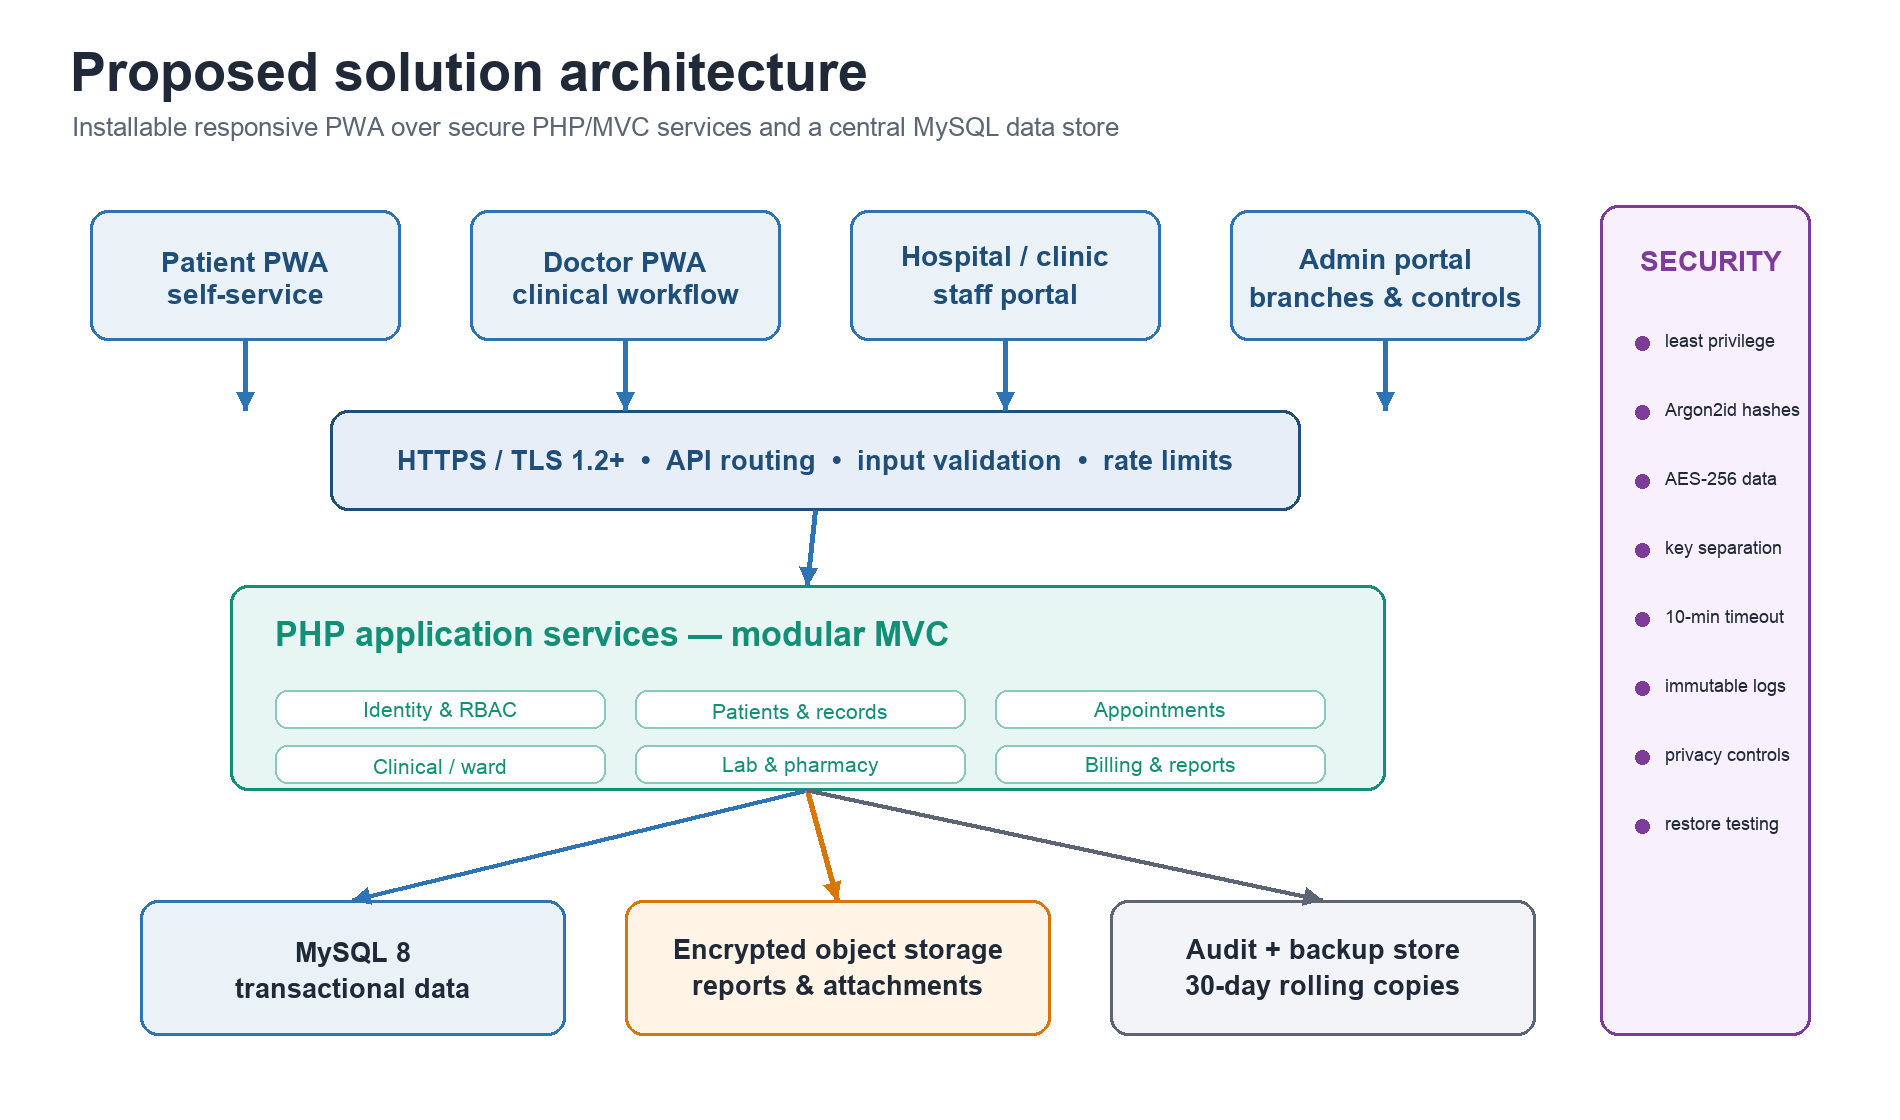 Proposed solution architecture
Installable responsive PWA over secure PHP/MVC services and a central MySQL data store
Patient PWA
self-service
Doctor PWA
clinical workflow
Hospital / clinic
staff portal
Admin portal
branches & controls
HTTPS / TLS 1.2+ • API routing • input validation • rate limits
PHP application services — modular MVC
Identity & RBAC
Patients & records
Appointments
Clinical / ward
Lab & pharmacy
Billing & reports
MySQL 8
transactional data
Encrypted object storage
reports & attachments
Audit + backup store
30-day rolling copies
SECURITY
least privilege
Argon2id hashes
AES-256 data
key separation
10-min timeout
immutable logs
privacy controls
restore testing